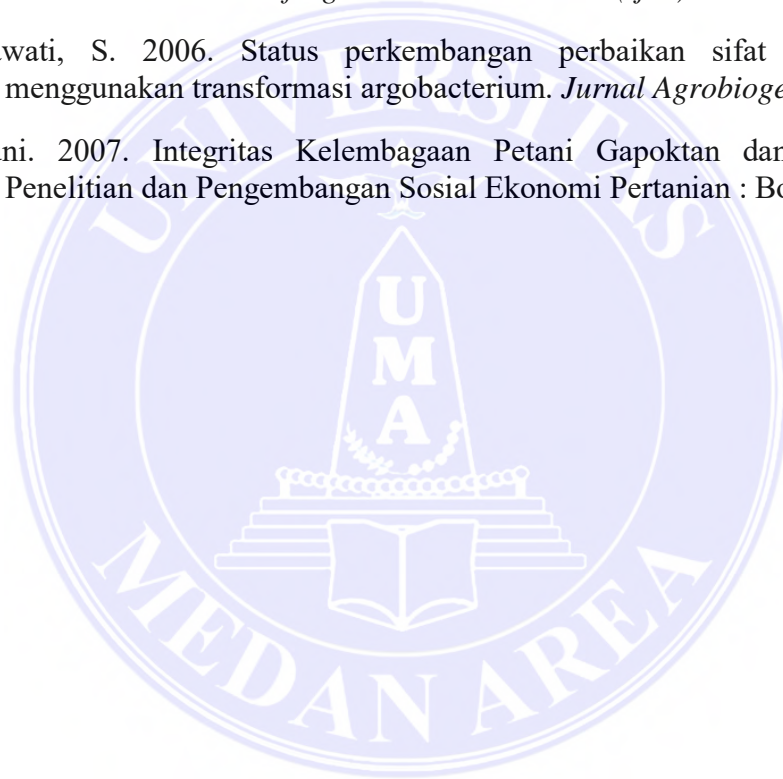 wati, S. 2006. Status perkembangan perbaikan sifat
menggunakan transformasi argobacterium. Jurnal Agrobioge
ni. 2007. Integritas Kelembagaan Petani Gapoktan dan
Penelitian dan Pengembangan Sosial Ekonomi Pertanian : Bo
UNIVERSITAS
U
M
A
MEDAN AREA